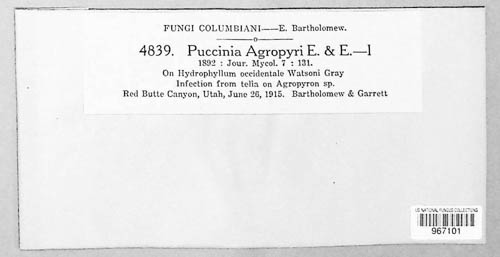 FUNGI COLUMBIANI——E. Bartholomew.
4839. Puccinia Agropyri E. & E.—I
1892 : Jour. Mycol. 7 : 131.
On Hydrophyllum occidentale Watsoni Gray
Infection from telia on Agropyron sp.
Red Butte Canyon, Utah, June 26, 1915. Bartholomew & Garrett
US NATIONAL FUNGUS COLLECTIONS
967101